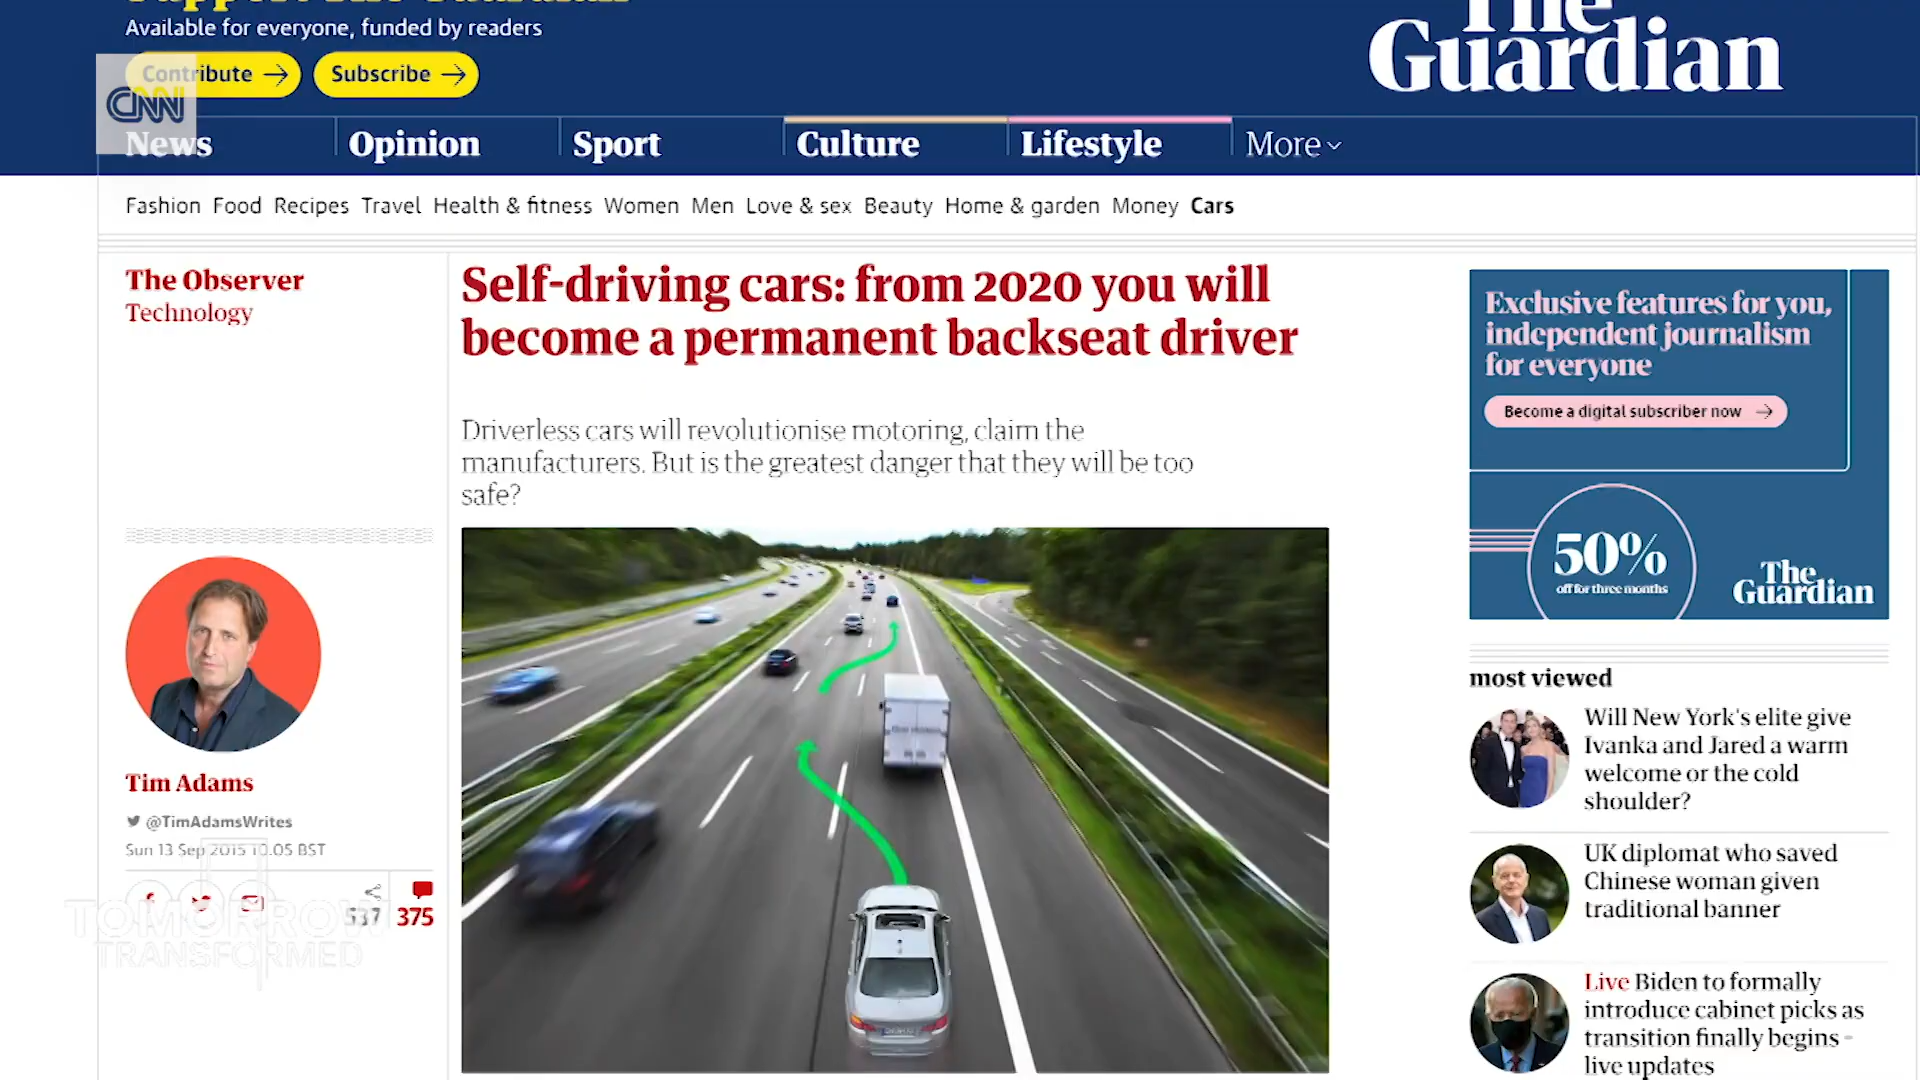 Available for everyone, funded by readers
The
Guardian
Contribute →
Subscribe →
CNN
News
Opinion
Sport
Culture
Lifestyle
More
Fashion Food Recipes Travel Health & fitness Women Men Love & sex Beauty Home & garden Money Cars
The Observer
Technology
Self-driving cars: from 2020 you will
become a permanent backseat driver
Driverless cars will revolutionise motoring, claim the
manufacturers. But is the greatest danger that they will be too
safe?
Tim Adams
@TimAdamsWrites
Sun 13 Sep 2015 10.05 BST
537
375
TOMORROW
TRANSFORMED
Exclusive features for you,
independent journalism
for everyone
Become a digital subscriber now →
50%
off for three months
The
Guardian
most viewed
Will New York's elite give
Ivanka and Jared a warm
welcome or the cold
shoulder?
UK diplomat who saved
Chinese woman given
traditional banner
Live Biden to formally
introduce cabinet picks as
transition finally begins –
live updates